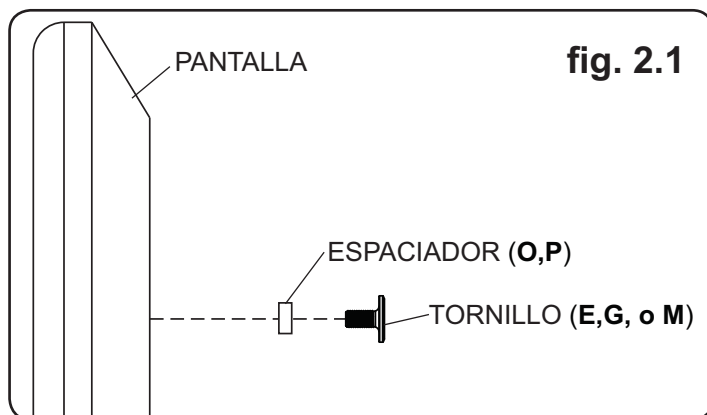 PANTALLA
fig. 2.1
ESPACIADOR (O,P)
TORNILLO (E,G, o M)